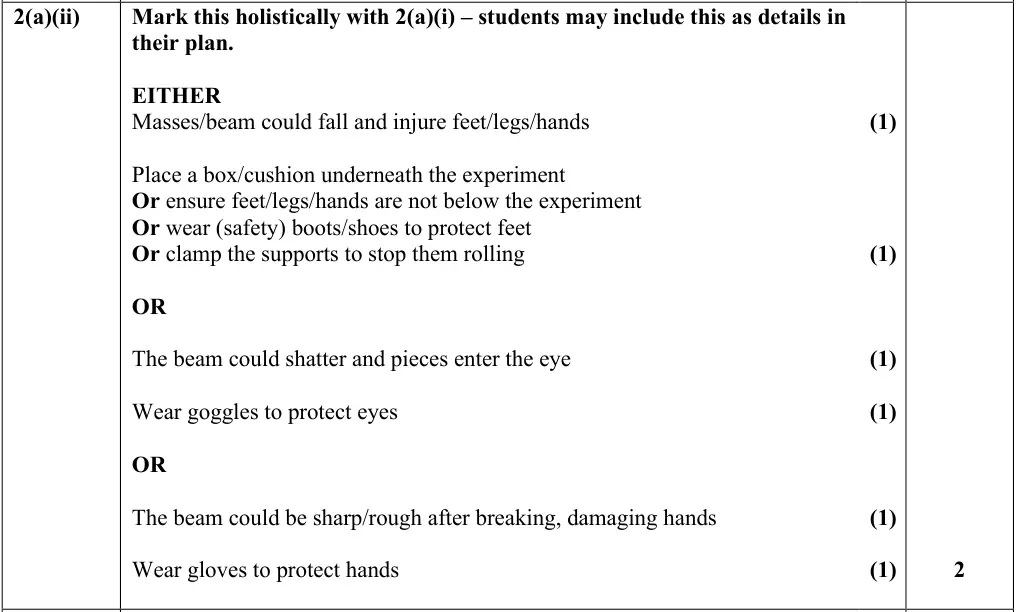 2(a)(ii)
Mark this holistically with 2(a)(i) – students may include this as details in
their plan.
EITHER
Masses/beam could fall and injure feet/legs/hands (1)
Place a box/cushion underneath the experiment
Or ensure feet/legs/hands are not below the experiment
Or wear (safety) boots/shoes to protect feet
Or clamp the supports to stop them rolling (1)
OR
The beam could shatter and pieces enter the eye (1)
Wear goggles to protect eyes (1)
OR
The beam could be sharp/rough after breaking, damaging hands (1)
Wear gloves to protect hands (1) 2